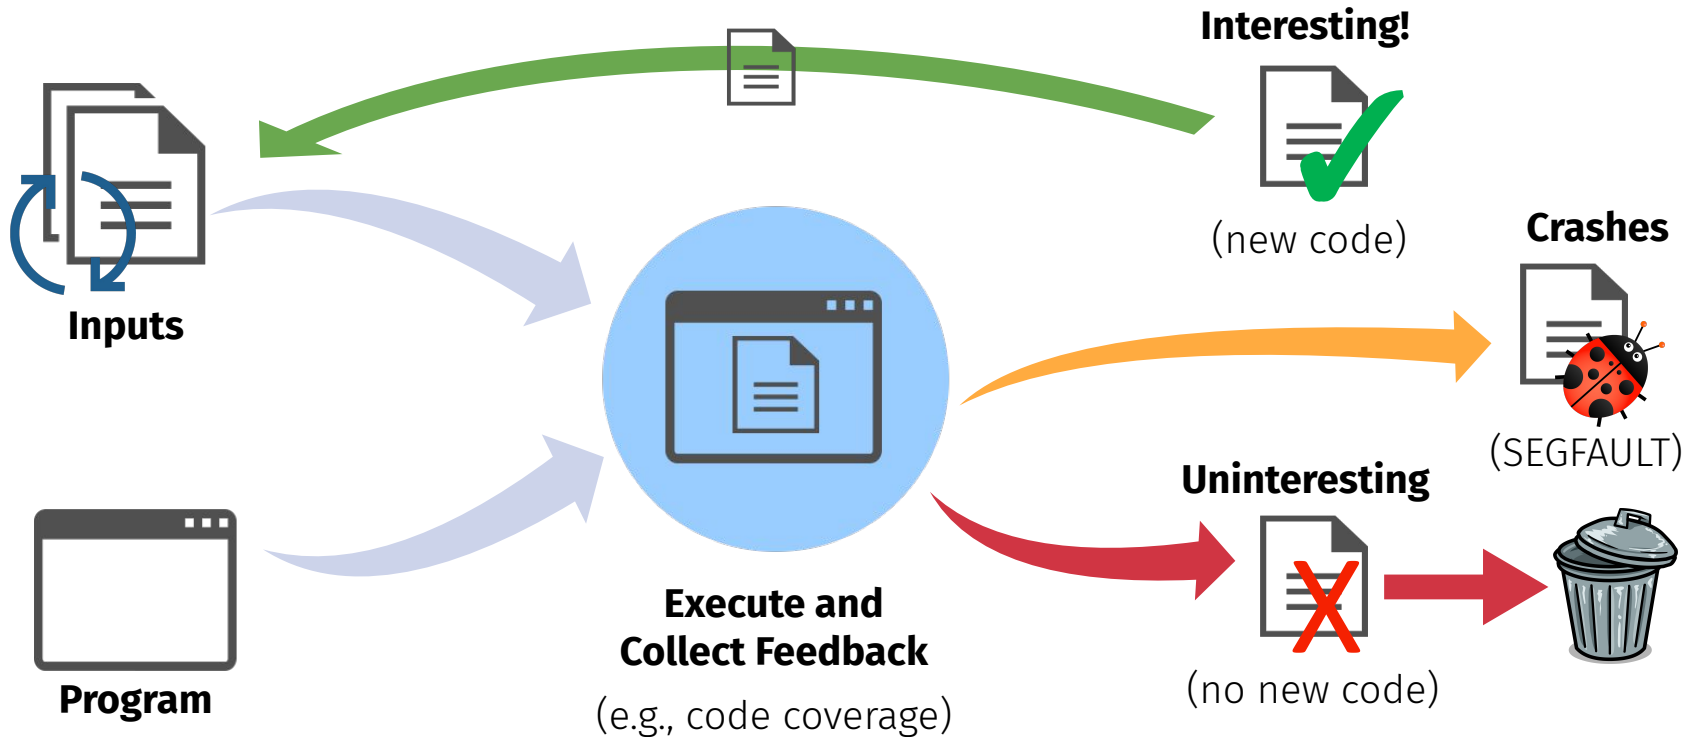 Interesting!
(new code)
Crashes
(SEGFAULT)
Inputs
Uninteresting
(no new code)
Execute and
Collect Feedback
(e.g., code coverage)
Program